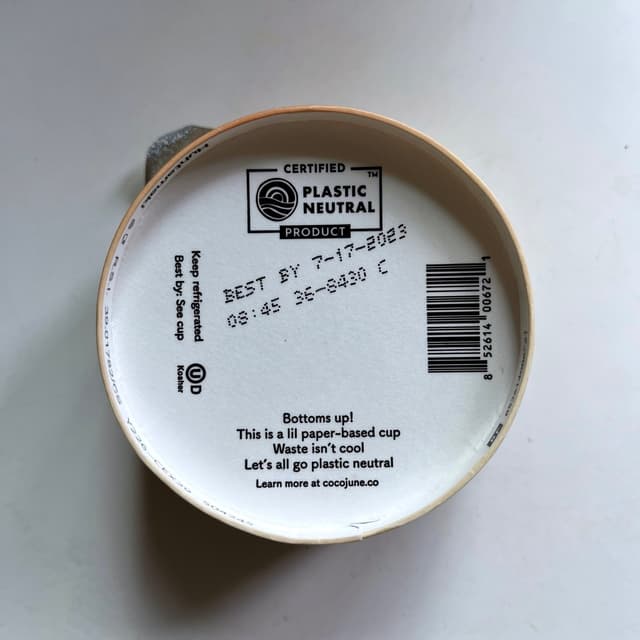 CERTIFIED
PLASTIC
NEUTRAL
TM
PRODUCT
BEST BY 7-17-2023
08:45 36-8430 C
Keep refrigerated
Best by: See cup
U D
Kosher
8 52614 00672 1
Bottoms up!
This is a lil paper-based cup
Waste isn't cool
Let's all go plastic neutral
Learn more at cocojune.co